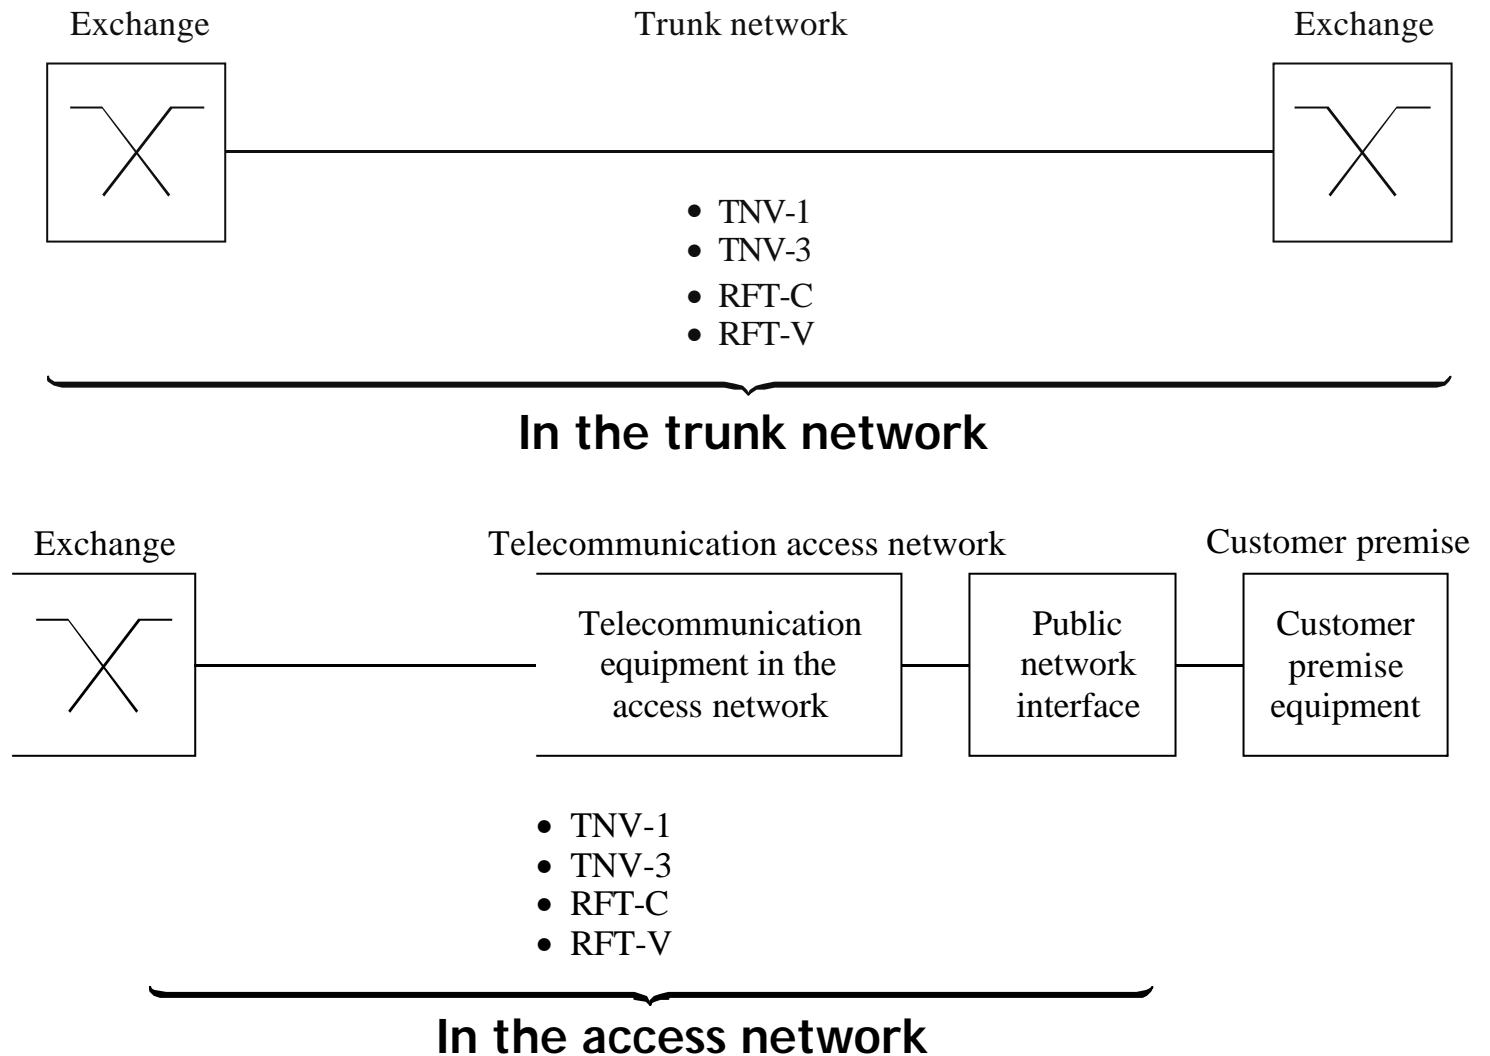 Exchange
Trunk network
Exchange
• TNV-1
• TNV-3
• RFT-C
• RFT-V
In the trunk network
Exchange
Telecommunication access network
Customer premise
Telecommunication
equipment in the
access network
Public
network
interface
Customer
premise
equipment
• TNV-1
• TNV-3
• RFT-C
• RFT-V
In the access network